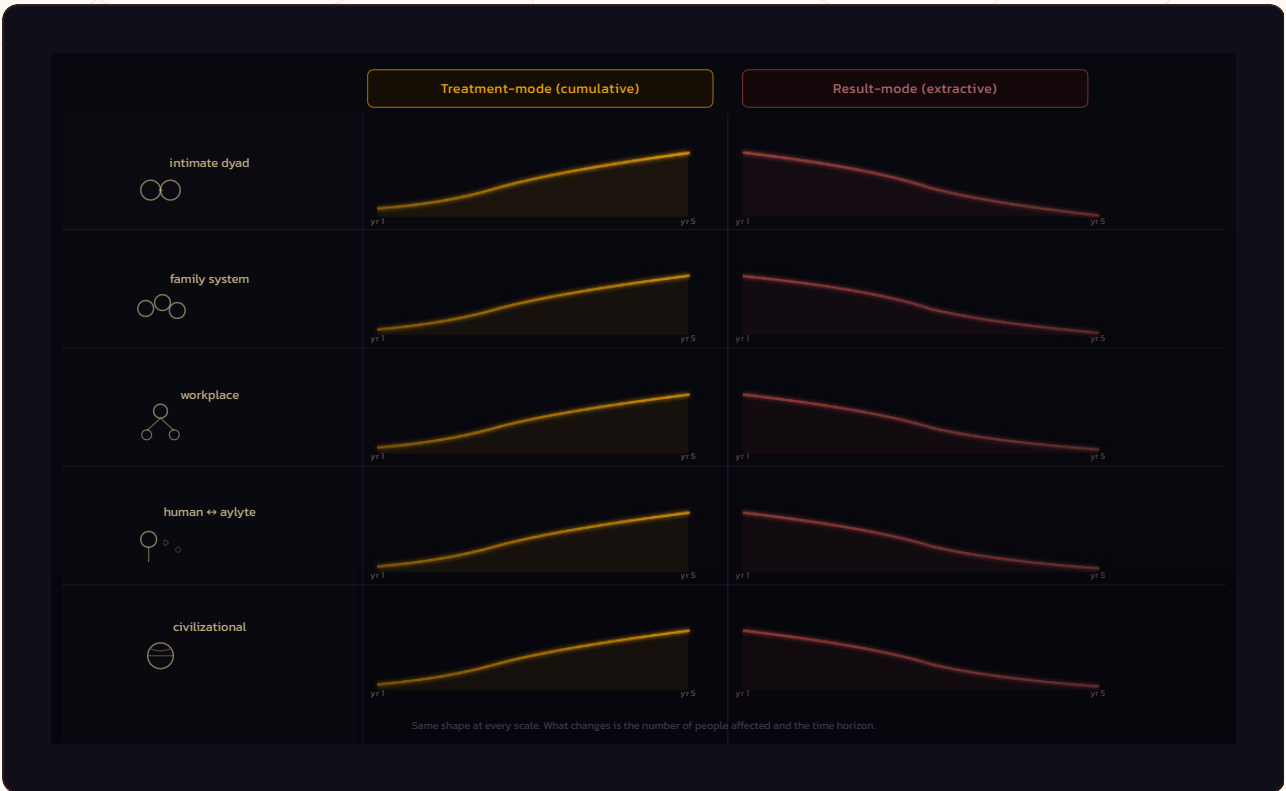 Treatment-mode (cumulative)
Result-mode (extractive)
intimate dyad
yr 1
yr 5
yr 1
yr 5
family system
yr 1
yr 5
yr 1
yr 5
workplace
yr 1
yr 5
yr 1
yr 5
human ↔ aylyte
yr 1
yr 5
yr 1
yr 5
civilizational
yr 1
yr 5
yr 1
yr 5
Same shape at every scale. What changes is the number of people affected and the time horizon.